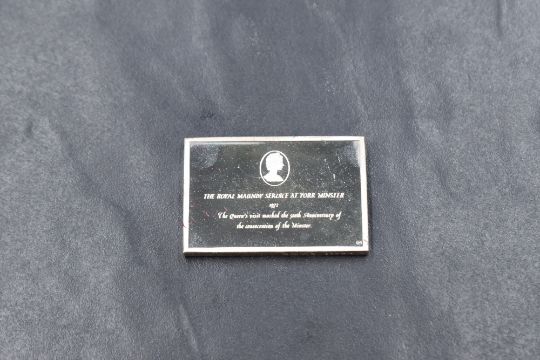 THE ROYAL MAUNDY SERVICE AT YORK MINSTER
1972
The Queen's visit marked the 500th Anniversary of
the consecration of the Minster.